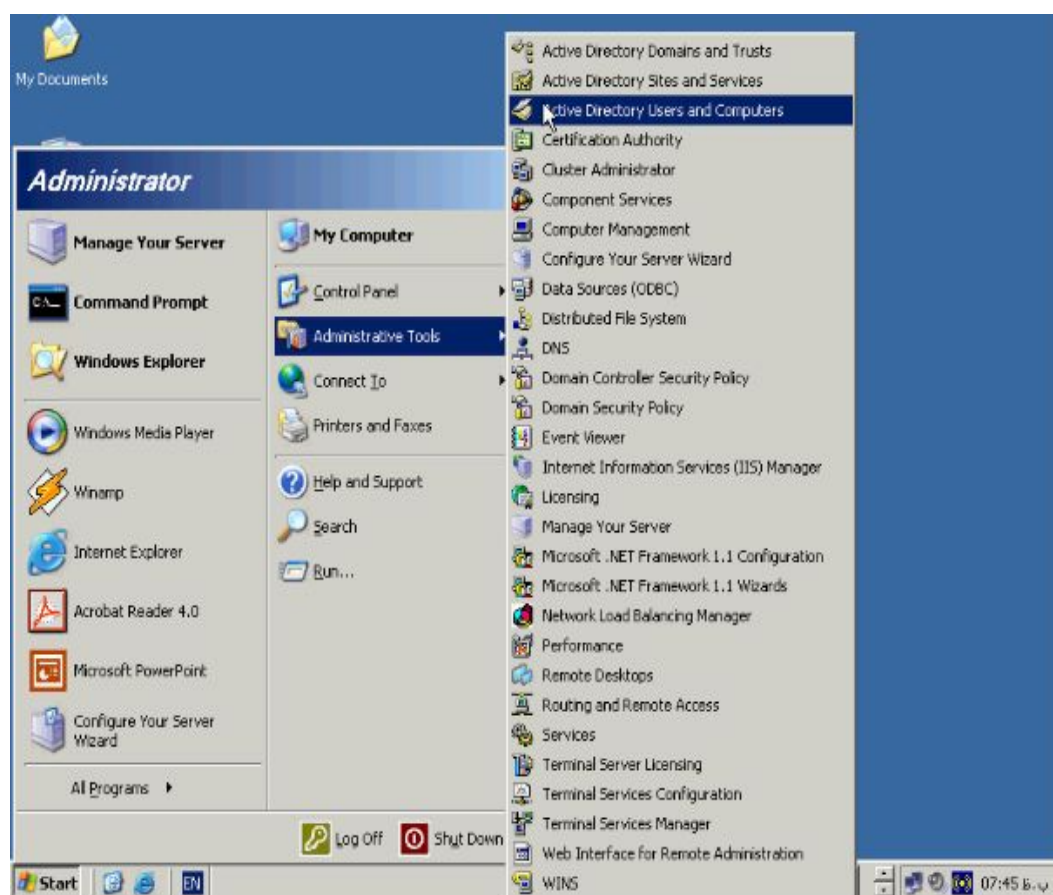 My Documents
Administrator
Manage Your Server
Command Prompt
Windows Explorer
Windows Media Player
Winamp
Internet Explorer
Acrobat Reader 4.0
Microsoft PowerPoint
Configure Your Server
Wizard
All Programs
My Computer
Control Panel
Administrative Tools
Connect To
Printers and Faxes
Help and Support
Search
Run...
Log Off
Shut Down
Active Directory Domains and Trusts
Active Directory Sites and Services
Active Directory Users and Computers
Certification Authority
Cluster Administrator
Component Services
Computer Management
Configure Your Server Wizard
Data Sources (ODBC)
Distributed File System
DNS
Domain Controller Security Policy
Domain Security Policy
Event Viewer
Internet Information Services (IIS) Manager
Licensing
Manage Your Server
Microsoft .NET Framework 1.1 Configuration
Microsoft .NET Framework 1.1 Wizards
Network Load Balancing Manager
Performance
Remote Desktops
Routing and Remote Access
Services
Terminal Server Licensing
Terminal Services Configuration
Terminal Services Manager
Web Interface for Remote Administration
WINS
Start
EN
07:45